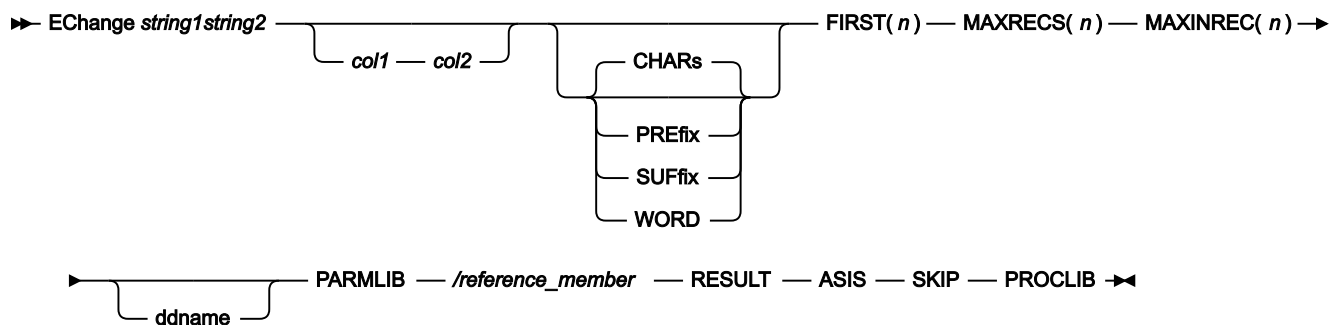 EChange string1string2 FIRST( n ) MAXRECS( n ) MAXINREC( n )
col1 col2 CHARs
PREfix
SUFfix
WORD
PARMLIB /reference_member RESULT ASIS SKIP PROCLIB
ddname